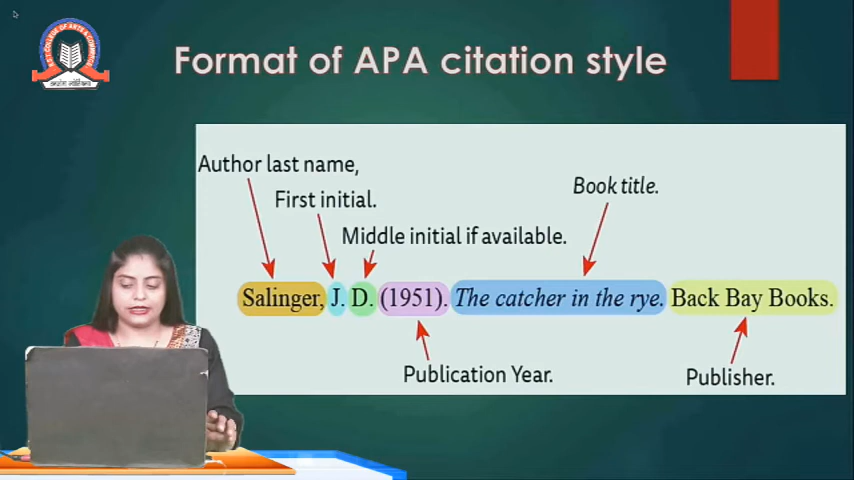 Format of APA citation style
Author last name,
First initial.
Middle initial if available.
Book title.
Salinger, J. D. (1951). The catcher in the rye. Back Bay Books.
Publication Year.
Publisher.